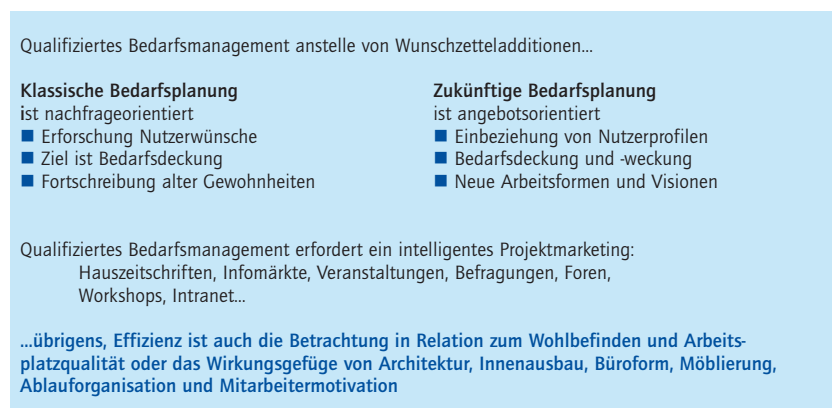 Qualifiziertes Bedarfsmanagement anstelle von Wunschzetteladditionen...
Klassische Bedarfsplanung
ist nachfrageorientiert
■ Erforschung Nutzerwünsche
■ Ziel ist Bedarfsdeckung
■ Fortschreibung alter Gewohnheiten
Zukünftige Bedarfsplanung
ist angebotsorientiert
■ Einbeziehung von Nutzerprofilen
■ Bedarfsdeckung und -weckung
■ Neue Arbeitsformen und Visionen
Qualifiziertes Bedarfsmanagement erfordert ein intelligentes Projektmarketing:
Hauszeitschriften, Infomärkte, Veranstaltungen, Befragungen, Foren,
Workshops, Intranet...
...übrigens, Effizienz ist auch die Betrachtung in Relation zum Wohlbefinden und Arbeits-
platzqualität oder das Wirkungsgefüge von Architektur, Innenausbau, Büroform, Möblierung,
Ablauforganisation und Mitarbeitermotivation